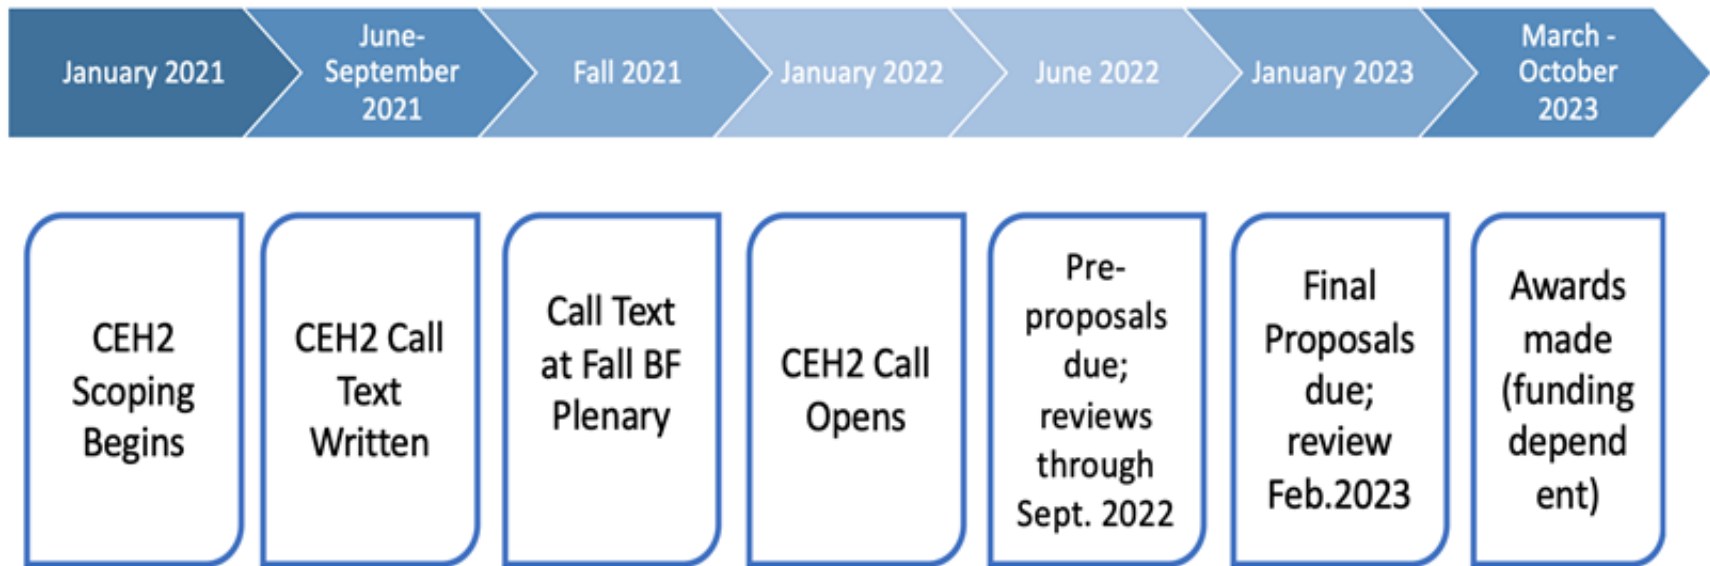 January 2021
June-
September
2021
Fall 2021
January 2022
June 2022
January 2023
March -
October
2023
CEH2
Scoping
Begins
CEH2 Call
Text
Written
Call Text
at Fall BF
Plenary
CEH2 Call
Opens
Pre-
proposals
due;
reviews
through
Sept. 2022
Final
Proposals
due;
review
Feb.2023
Awards
made
(funding
depend
ent)